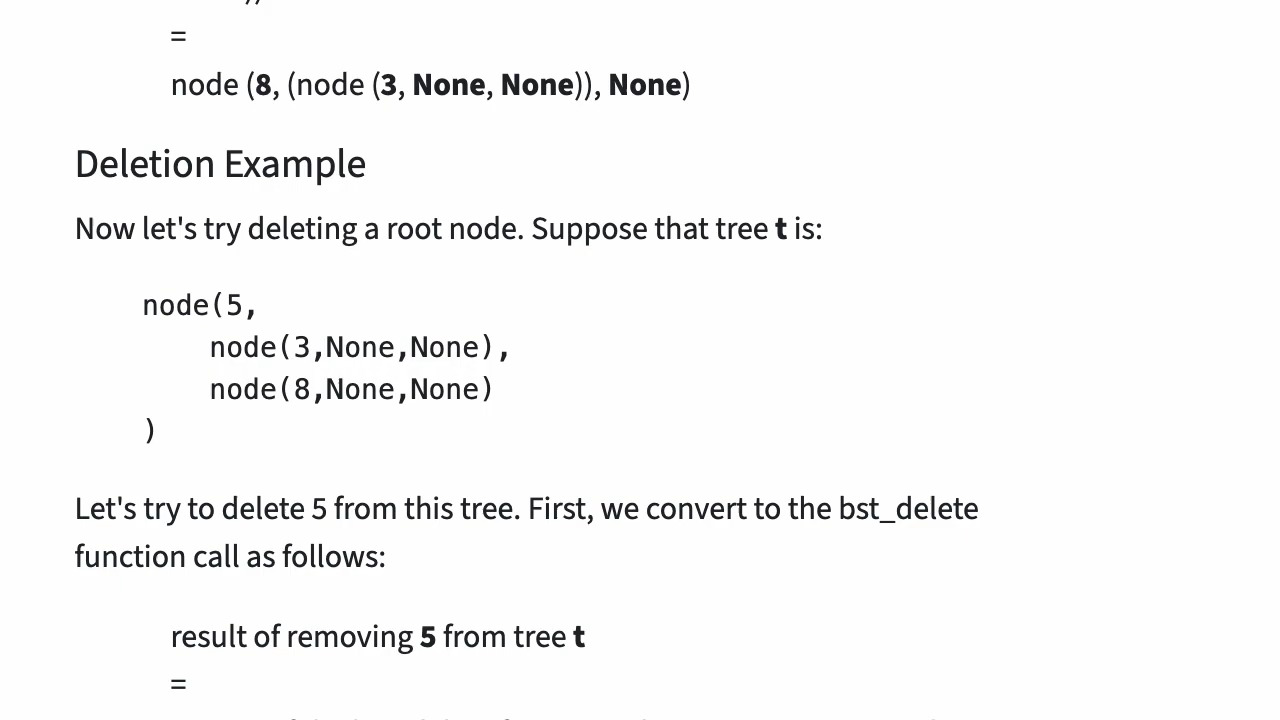 =
node (8, (node (3, None, None)), None)
Deletion Example
Now let's try deleting a root node. Suppose that tree t is:
node(5,
    node(3,None,None),
    node(8,None,None)
)
Let's try to delete 5 from this tree. First, we convert to the bst_delete
function call as follows:
result of removing 5 from tree t
=